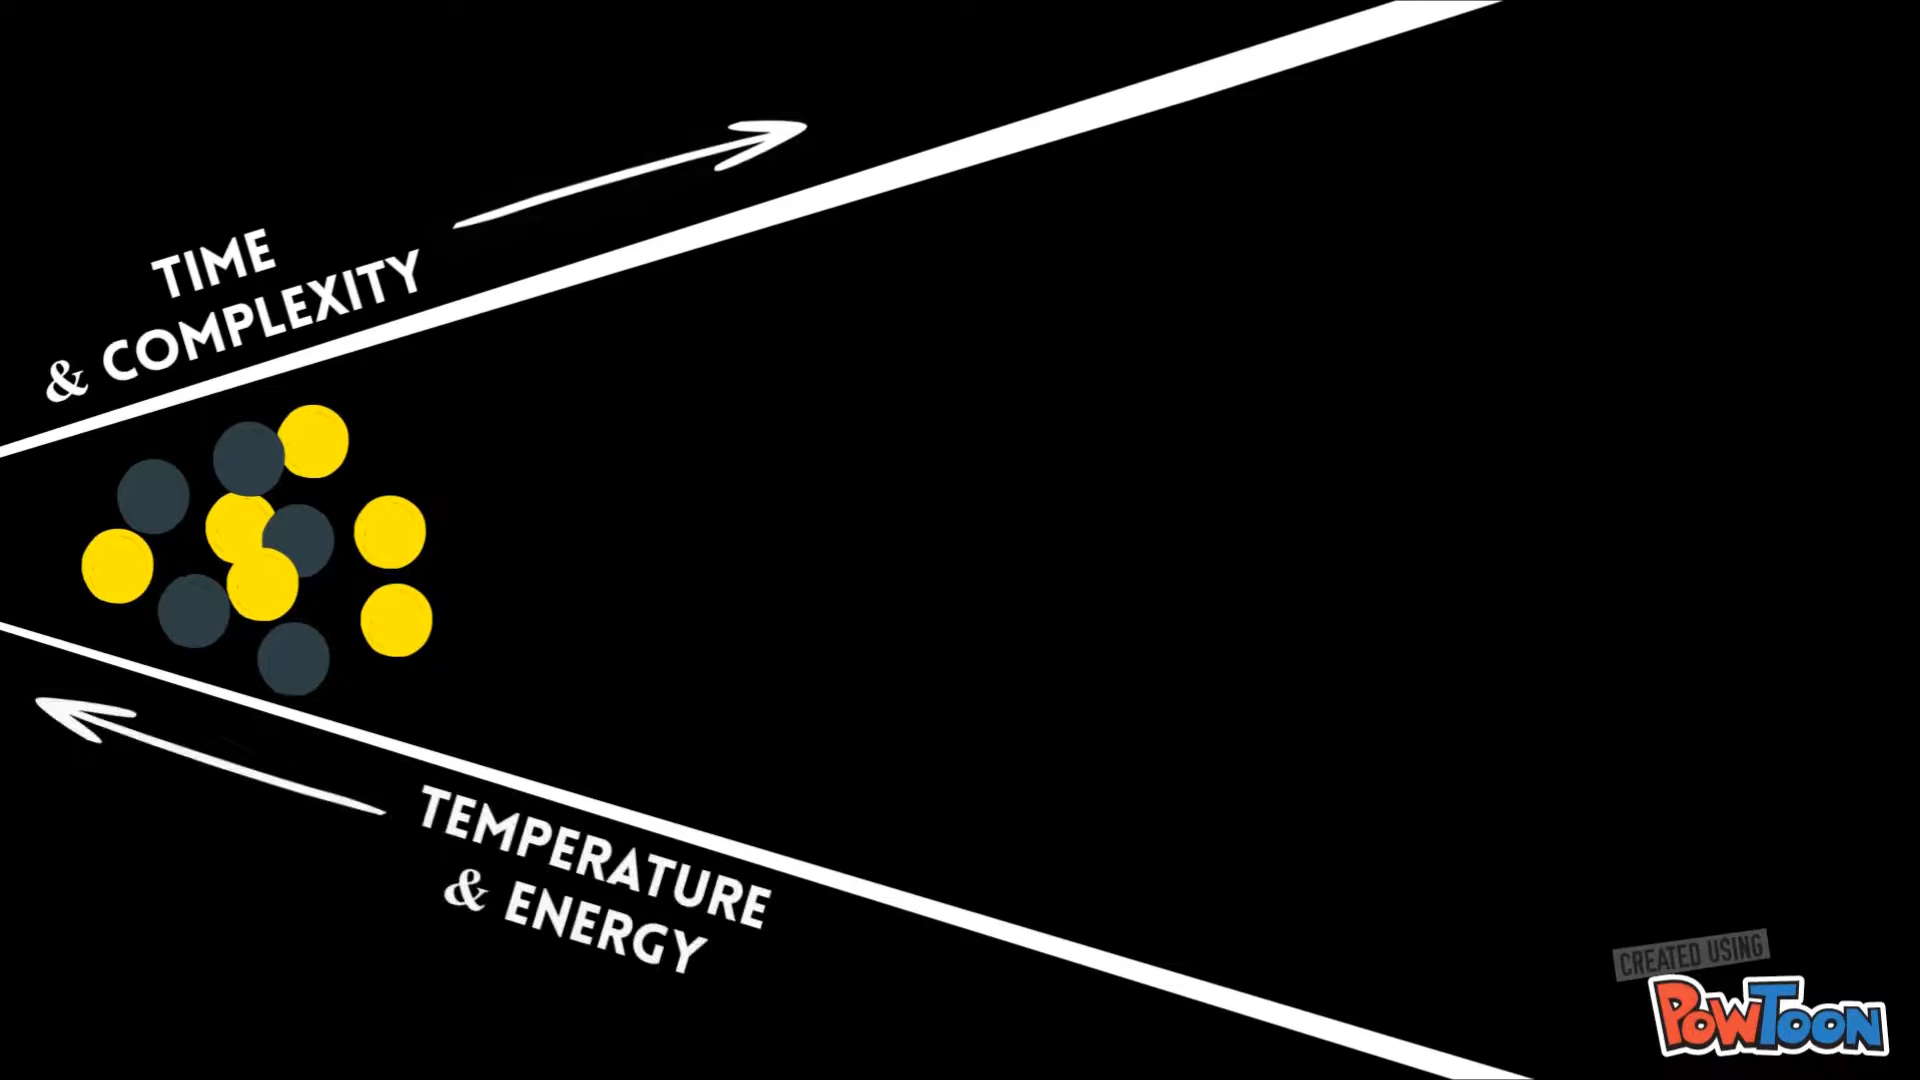 TIME
& COMPLEXITY
TEMPERATURE
& ENERGY
CREATED USING
POWTOON